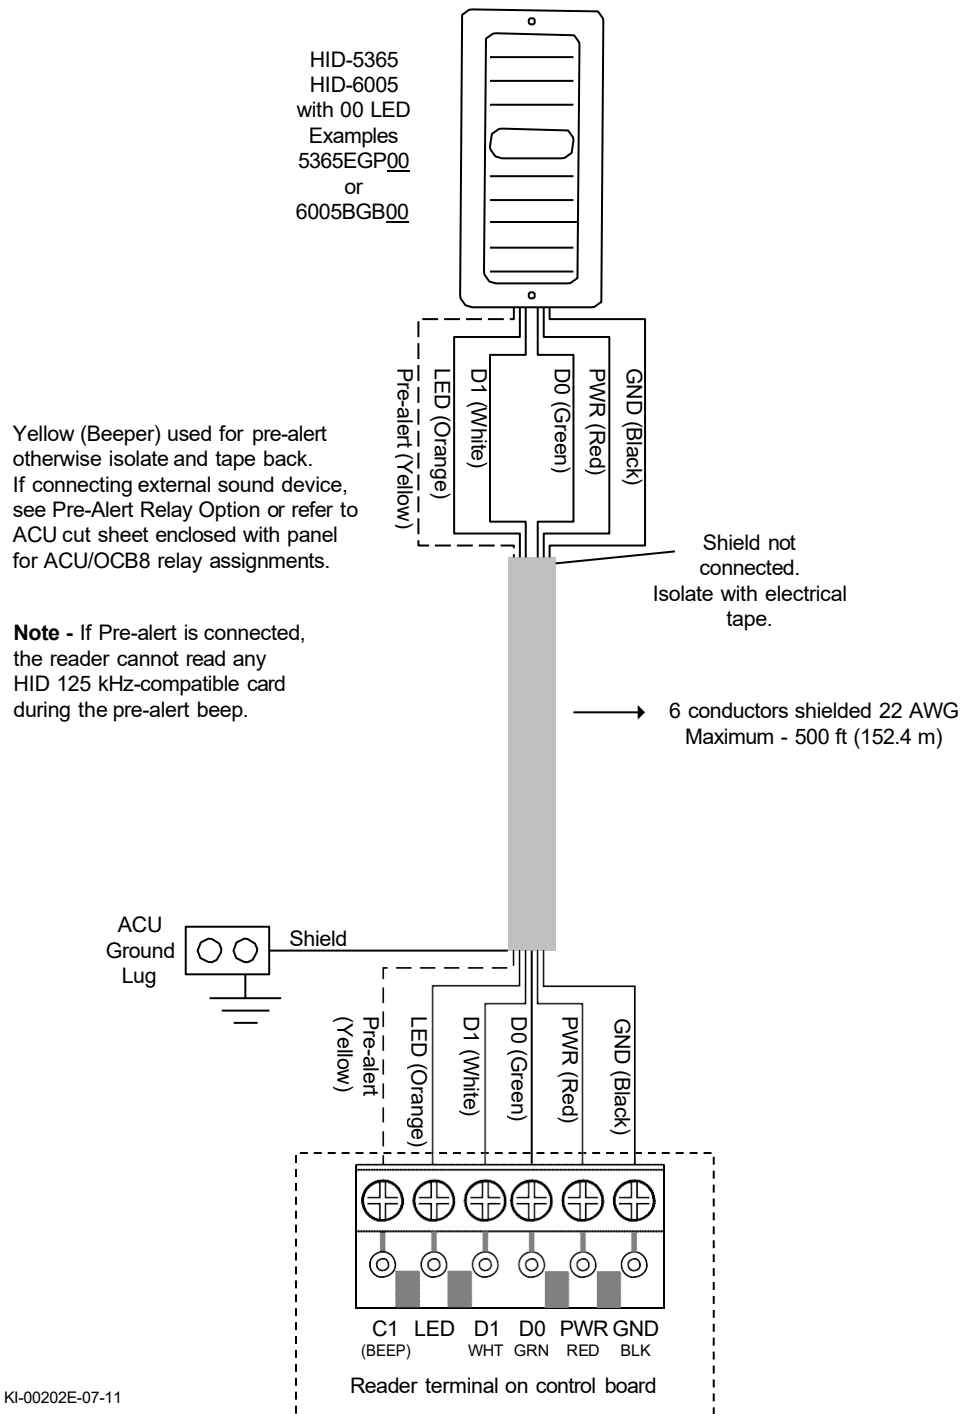 HID-5365
HID-6005
with 00 LED
Examples
5365EGP00
or
6005BGB00
Pre-alert (Yellow)
LED (Orange)
D1 (White)
D0 (Green)
PWR (Red)
GND (Black)
Yellow (Beeper) used for pre-alert
otherwise isolate and tape back.
If connecting external sound device,
see Pre-Alert Relay Option or refer to
ACU cut sheet enclosed with panel
for ACU/OCB8 relay assignments.
Shield not
connected.
Isolate with electrical
tape.
Note - If Pre-alert is connected,
the reader cannot read any
HID 125 kHz-compatible card
during the pre-alert beep.
6 conductors shielded 22 AWG
Maximum - 500 ft (152.4 m)
ACU
Ground
Lug
Shield
Pre-alert
(Yellow)
LED (Orange)
D1 (White)
D0 (Green)
PWR (Red)
GND (Black)
C1 LED D1 D0 PWR GND
(BEEP) WHT GRN RED BLK
Reader terminal on control board
KI-00202E-07-11